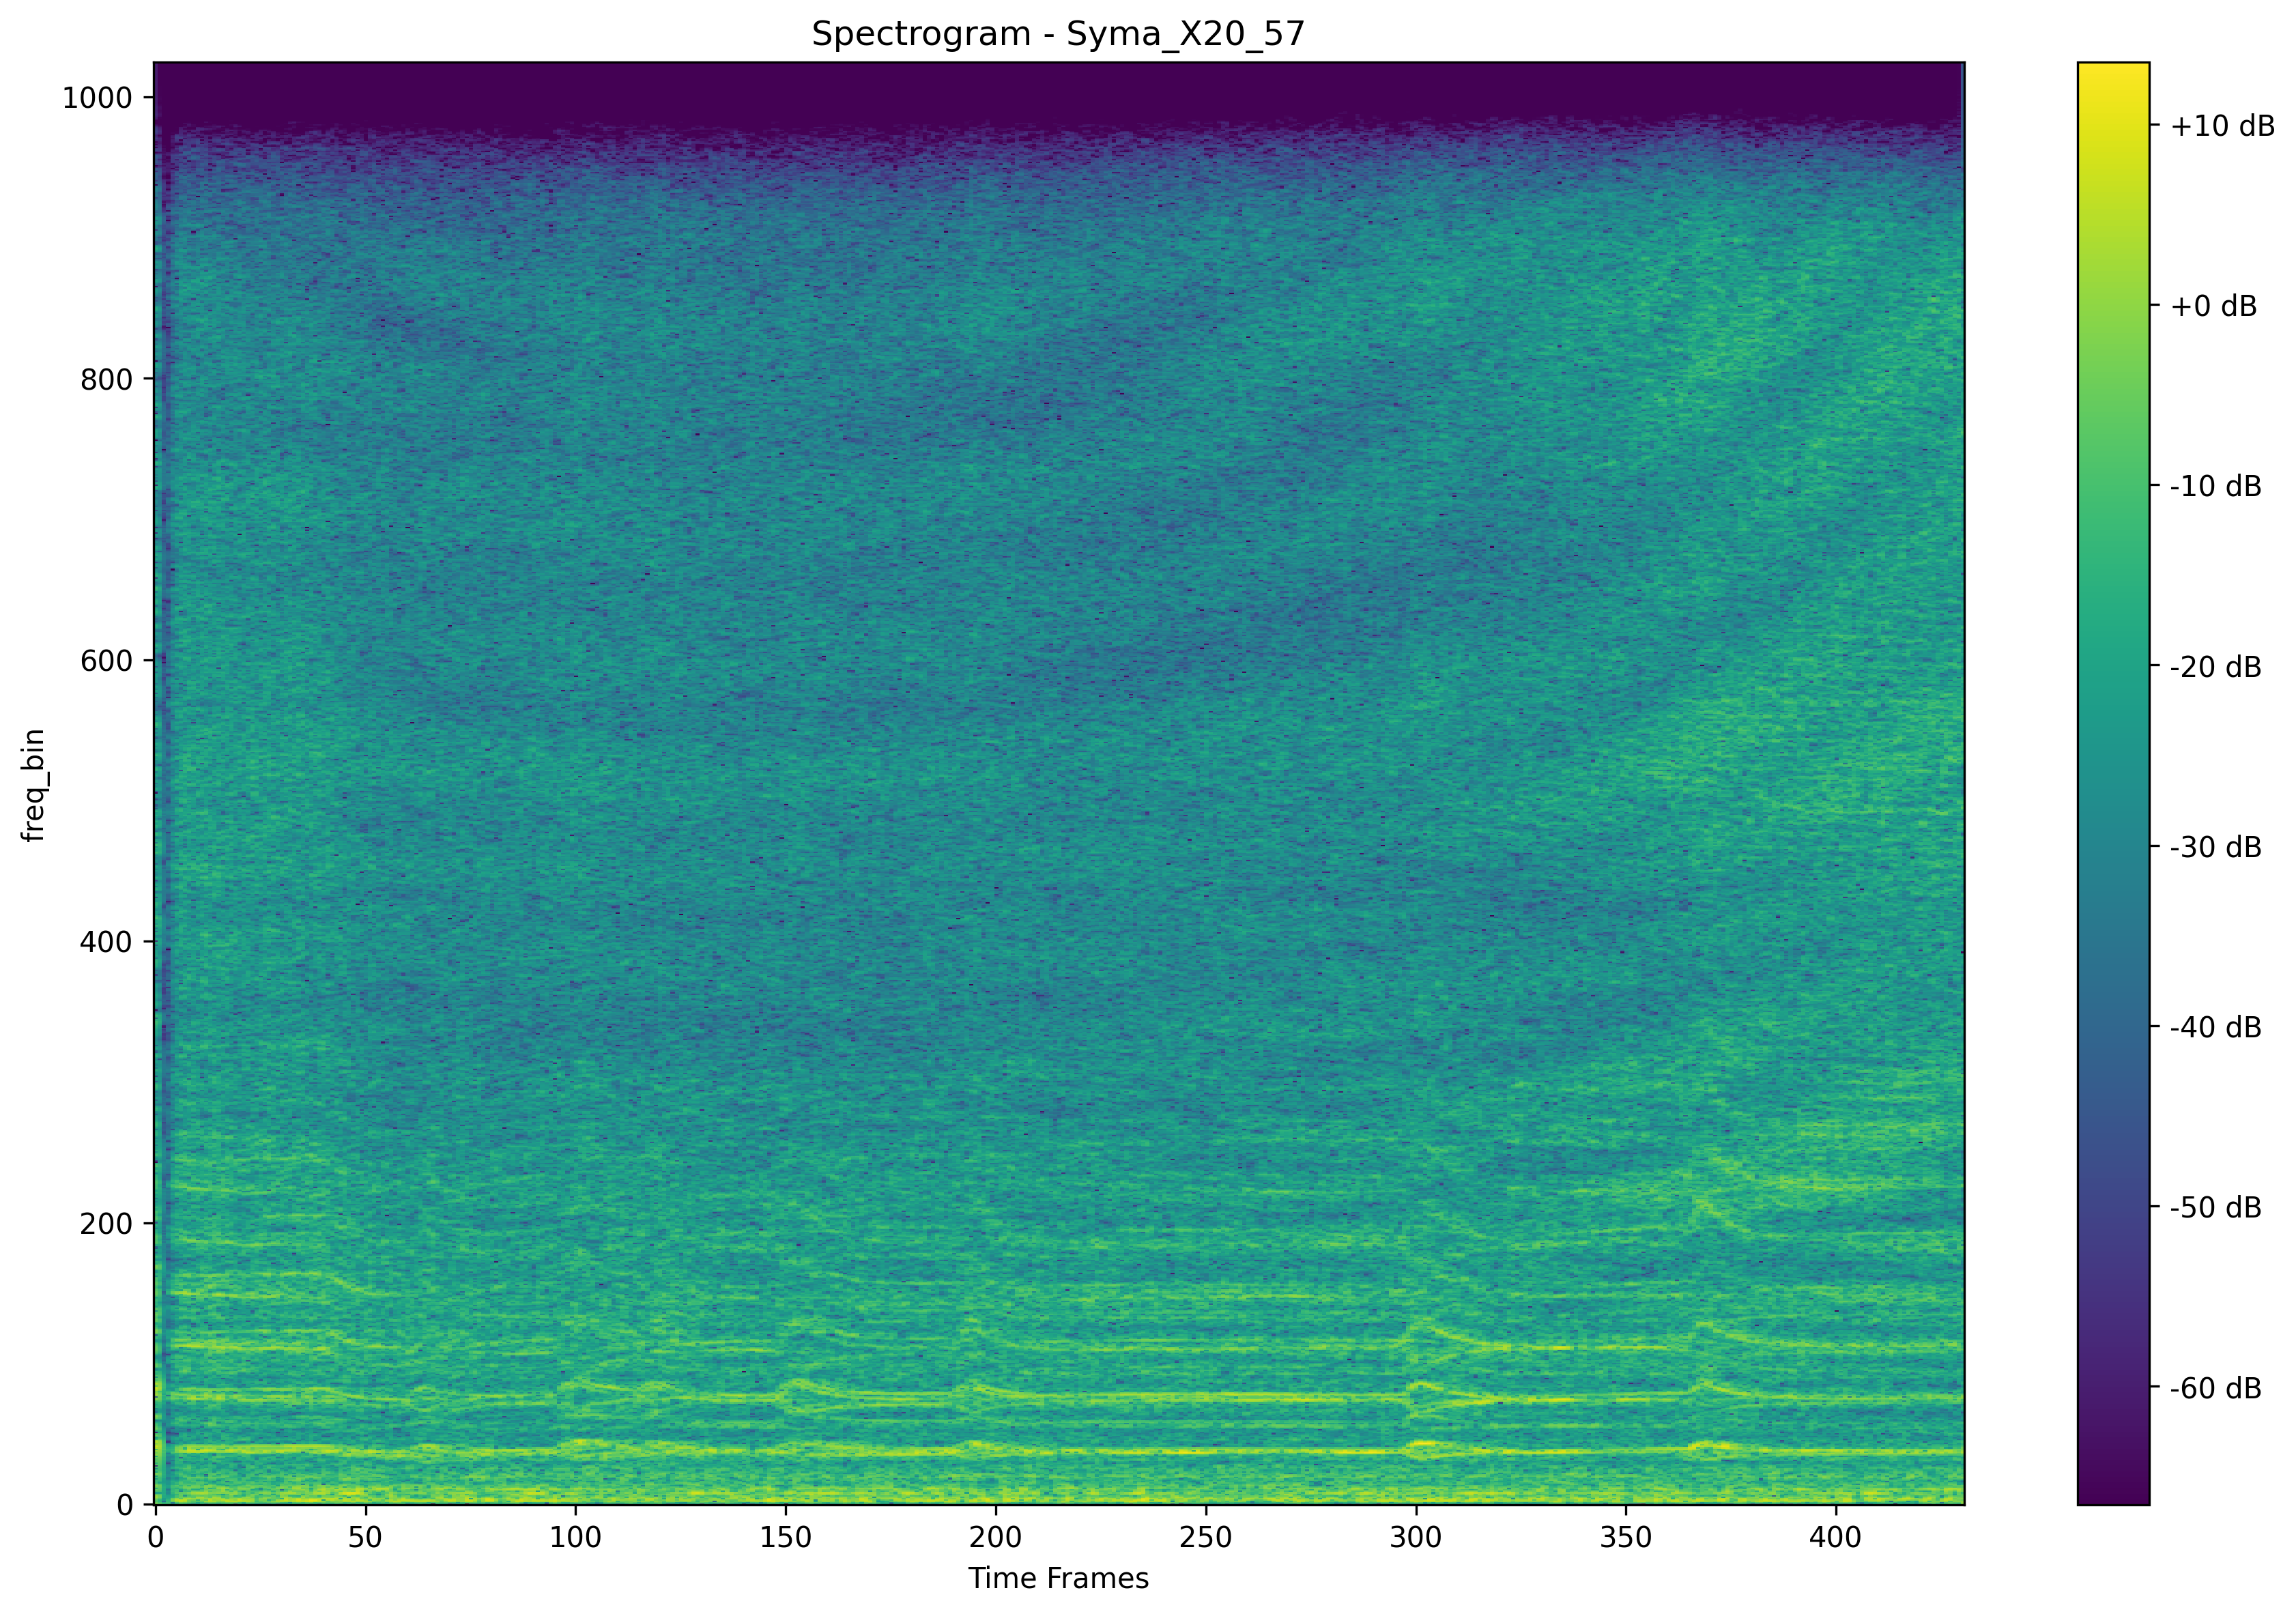 Spectrogram - Syma_X20_57
1000
800
600
400
200
0
freq_bin
0 50 100 150 200 250 300 350 400
Time Frames
+10 dB
+0 dB
-10 dB
-20 dB
-30 dB
-40 dB
-50 dB
-60 dB